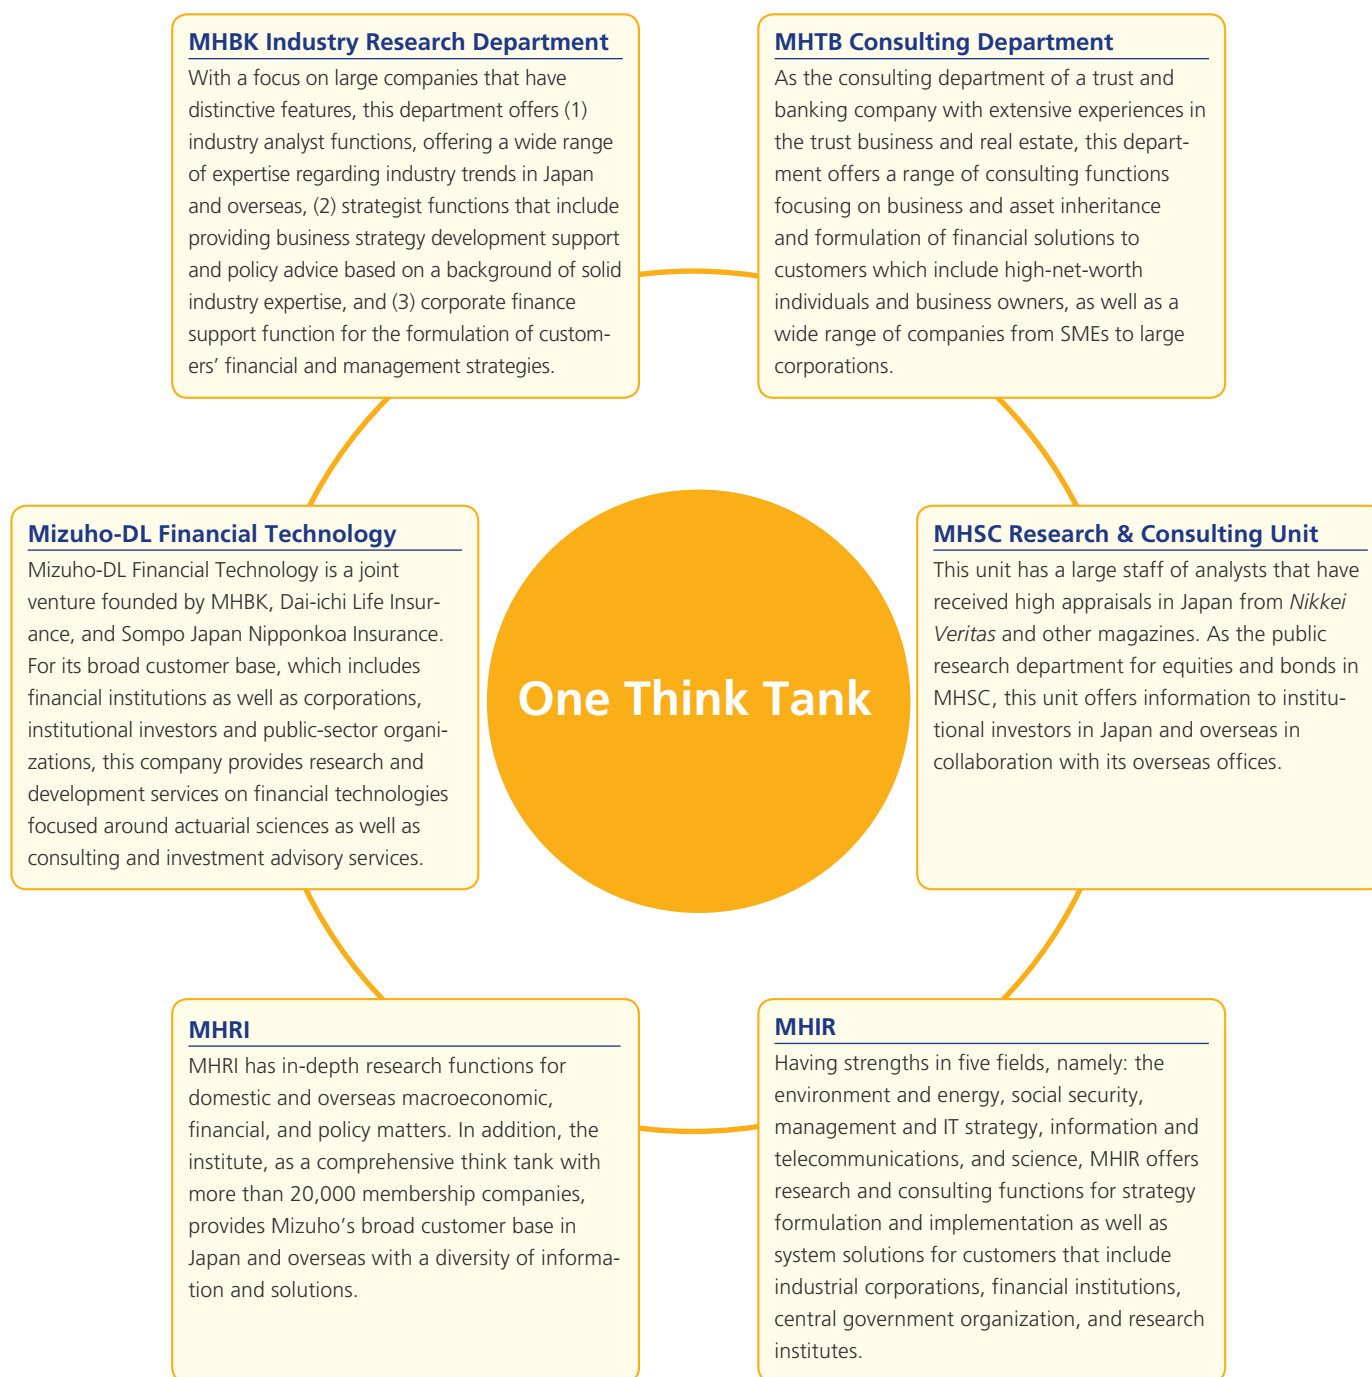 MHBK Industry Research Department
With a focus on large companies that have
distinctive features, this department offers (1)
industry analyst functions, offering a wide range
of expertise regarding industry trends in Japan
and overseas, (2) strategist functions that include
providing business strategy development support
and policy advice based on a background of solid
industry expertise, and (3) corporate finance
support function for the formulation of custom-
ers’ financial and management strategies.
MHTB Consulting Department
As the consulting department of a trust and
banking company with extensive experiences in
the trust business and real estate, this depart-
ment offers a range of consulting functions
focusing on business and asset inheritance
and formulation of financial solutions to
customers which include high-net-worth
individuals and business owners, as well as a
wide range of companies from SMEs to large
corporations.
Mizuho-DL Financial Technology
Mizuho-DL Financial Technology is a joint
venture founded by MHBK, Dai-ichi Life Insur-
ance, and Sompo Japan Nipponkoa Insurance.
For its broad customer base, which includes
financial institutions as well as corporations,
institutional investors and public-sector organi-
zations, this company provides research and
development services on financial technologies
focused around actuarial sciences as well as
consulting and investment advisory services.
One Think Tank
MHSC Research & Consulting Unit
This unit has a large staff of analysts that have
received high appraisals in Japan from Nikkei
Veritas and other magazines. As the public
research department for equities and bonds in
MHSC, this unit offers information to institu-
tional investors in Japan and overseas in
collaboration with its overseas offices.
MHRI
MHRI has in-depth research functions for
domestic and overseas macroeconomic,
financial, and policy matters. In addition, the
institute, as a comprehensive think tank with
more than 20,000 membership companies,
provides Mizuho’s broad customer base in
Japan and overseas with a diversity of informa-
tion and solutions.
MHIR
Having strengths in five fields, namely: the
environment and energy, social security,
management and IT strategy, information and
telecommunications, and science, MHIR offers
research and consulting functions for strategy
formulation and implementation as well as
system solutions for customers that include
industrial corporations, financial institutions,
central government organization, and research
institutes.